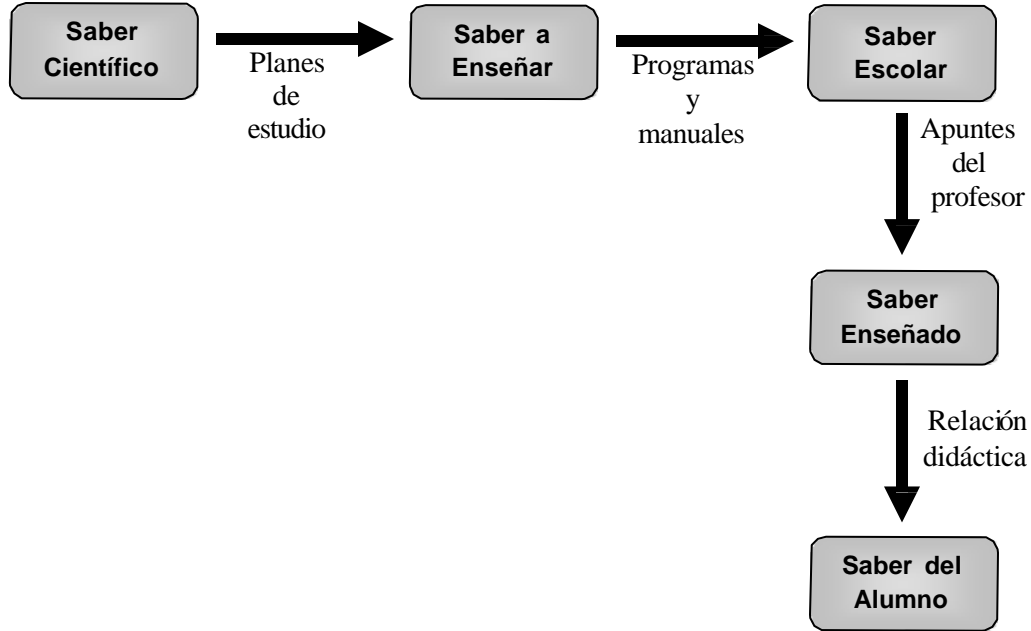 Saber
Científico
Planes
de
estudio
Saber a
Enseñar
Programas
y
manuales
Saber
Escolar
Apuntes
del
profesor
Saber
Enseñado
Relación
didáctica
Saber del
Alumno